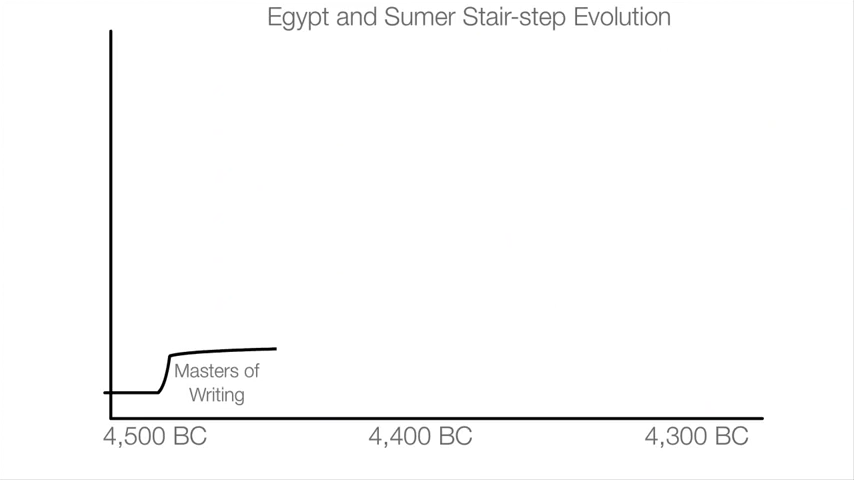 Egypt and Sumer Stair-step Evolution
Masters of
Writing
4,500 BC
4,400 BC
4,300 BC